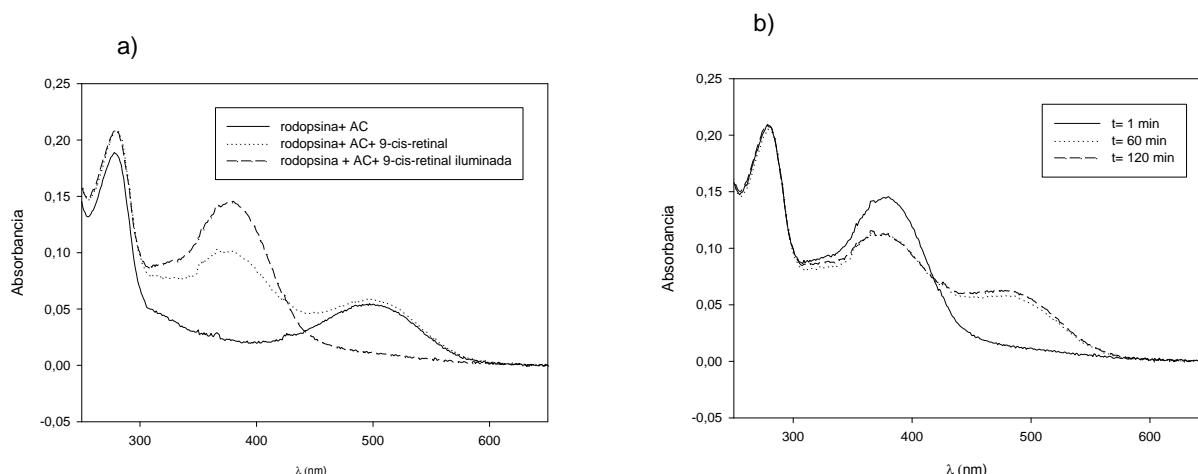 a)
0,20
0,15
0,10
0,05
0,00
-0,05
Absorbancia
rodopsina+ AC
rodopsina+ AC+ 9-cis-retinal
rodopsina + AC+ 9-cis-retinal iluminada
300
400
500
600
λ (nm)
b)
0,25
0,20
0,15
0,10
0,05
0,00
-0,05
Absorbancia
t= 1 min
t= 60 min
t= 120 min
300
400
500
600
λ (nm)